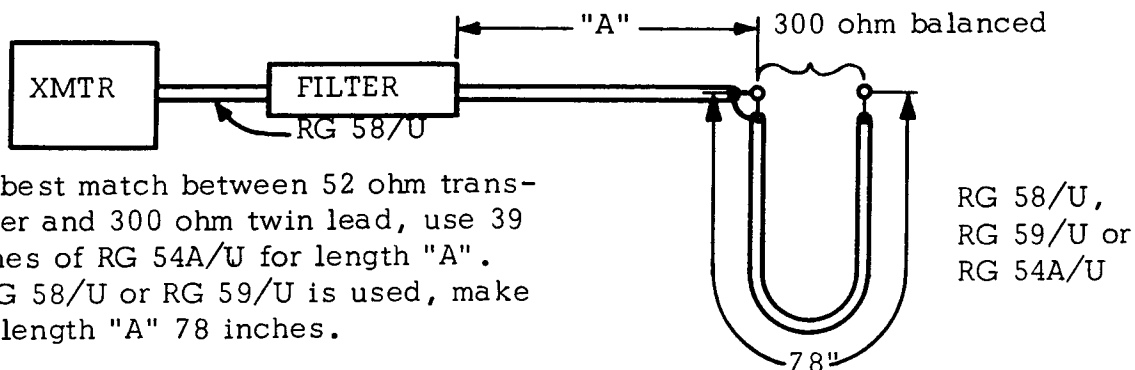 "A"
300 ohm balanced
XMTR
FILTER
RG 58/U
best match between 52 ohm trans-
er and 300 ohm twin lead, use 39
nes of RG 54A/U for length "A".
G 58/U or RG 59/U is used, make
length "A" 78 inches.
RG 58/U,
RG 59/U or
RG 54A/U
78"